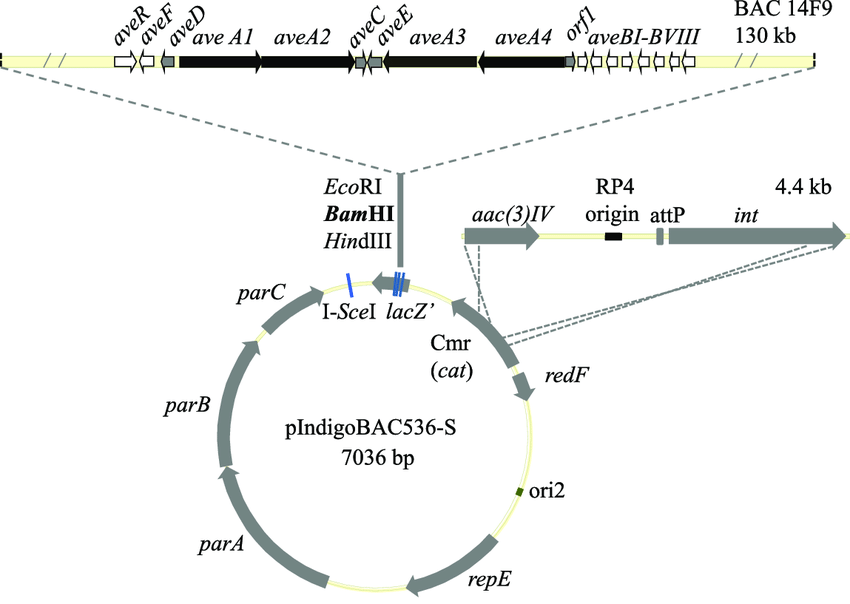 aveR
aveF
aveD
ave A1
aveA2
aveC
aveE
aveA3
aveA4
orf1
aveBI-BVIII
BAC 14F9
130 kb
EcoRI
BamHI
HindIII
aac(3)IV
RP4
origin
attP
int
4.4 kb
parC
I-SceI
lacZ’
Cmr
(cat)
redF
parB
pIndigoBAC536-S
7036 bp
ori2
parA
repE